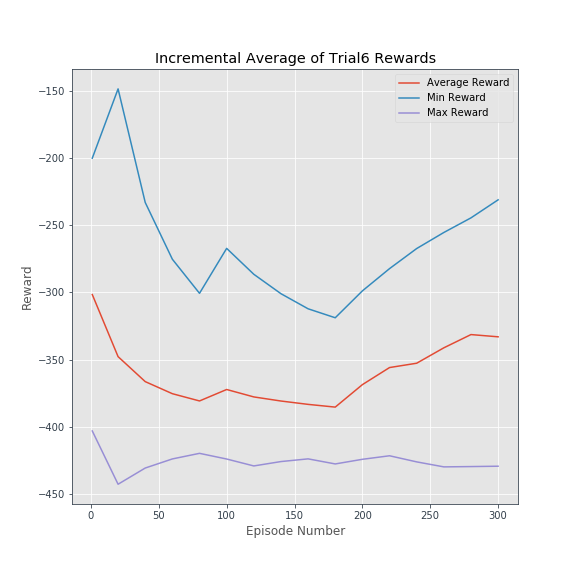 Incremental Average of Trial6 Rewards
Average Reward
Min Reward
Max Reward
−150
−200
−250
−300
−350
−400
−450
Reward
0
50
100
150
200
250
300
Episode Number